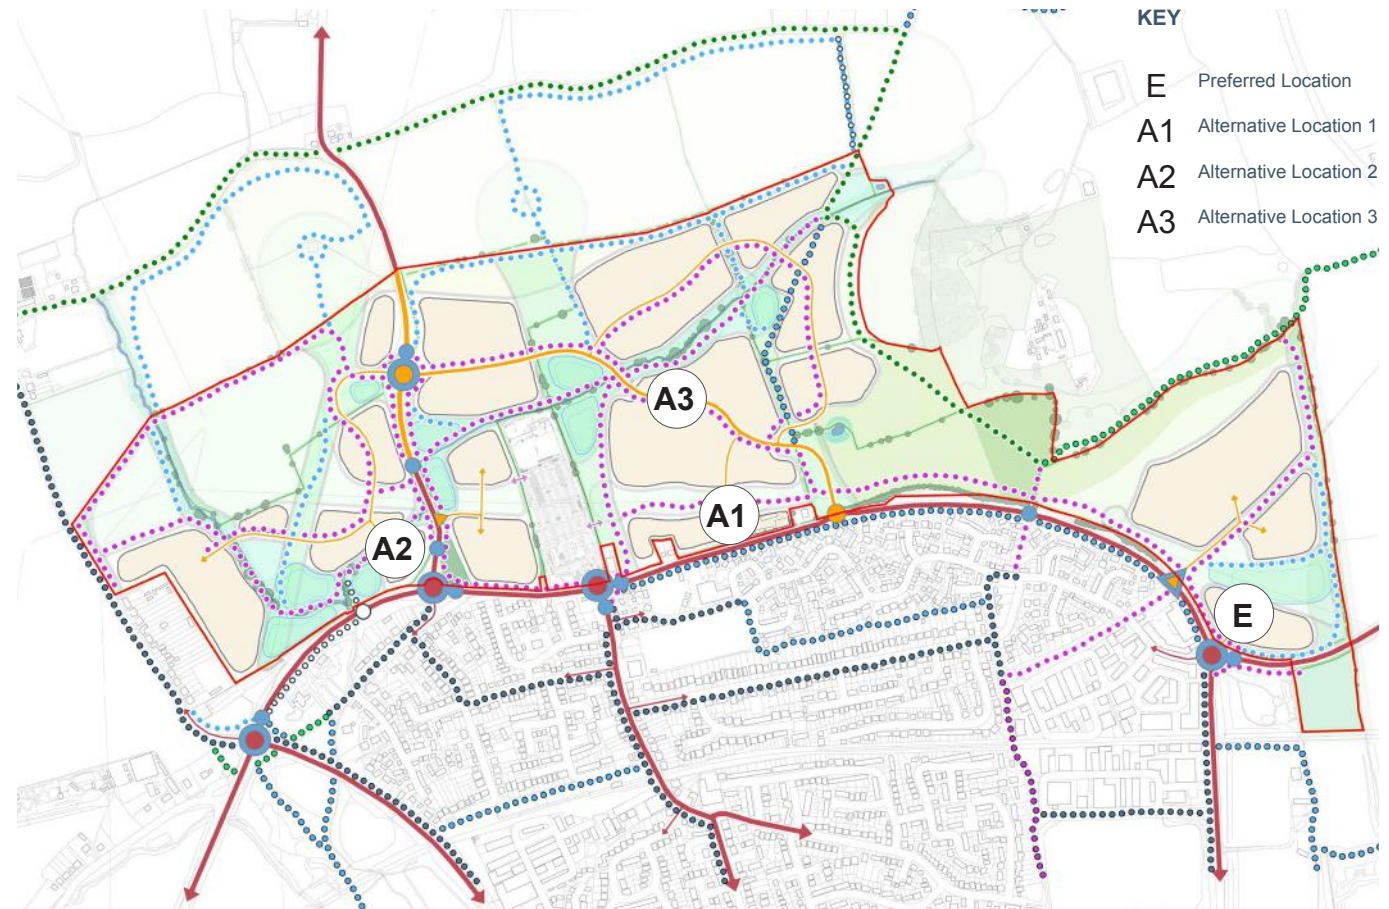 KEY
E Preferred Location
A1 Alternative Location 1
A2 Alternative Location 2
A3 Alternative Location 3
A3
A1
A2
E